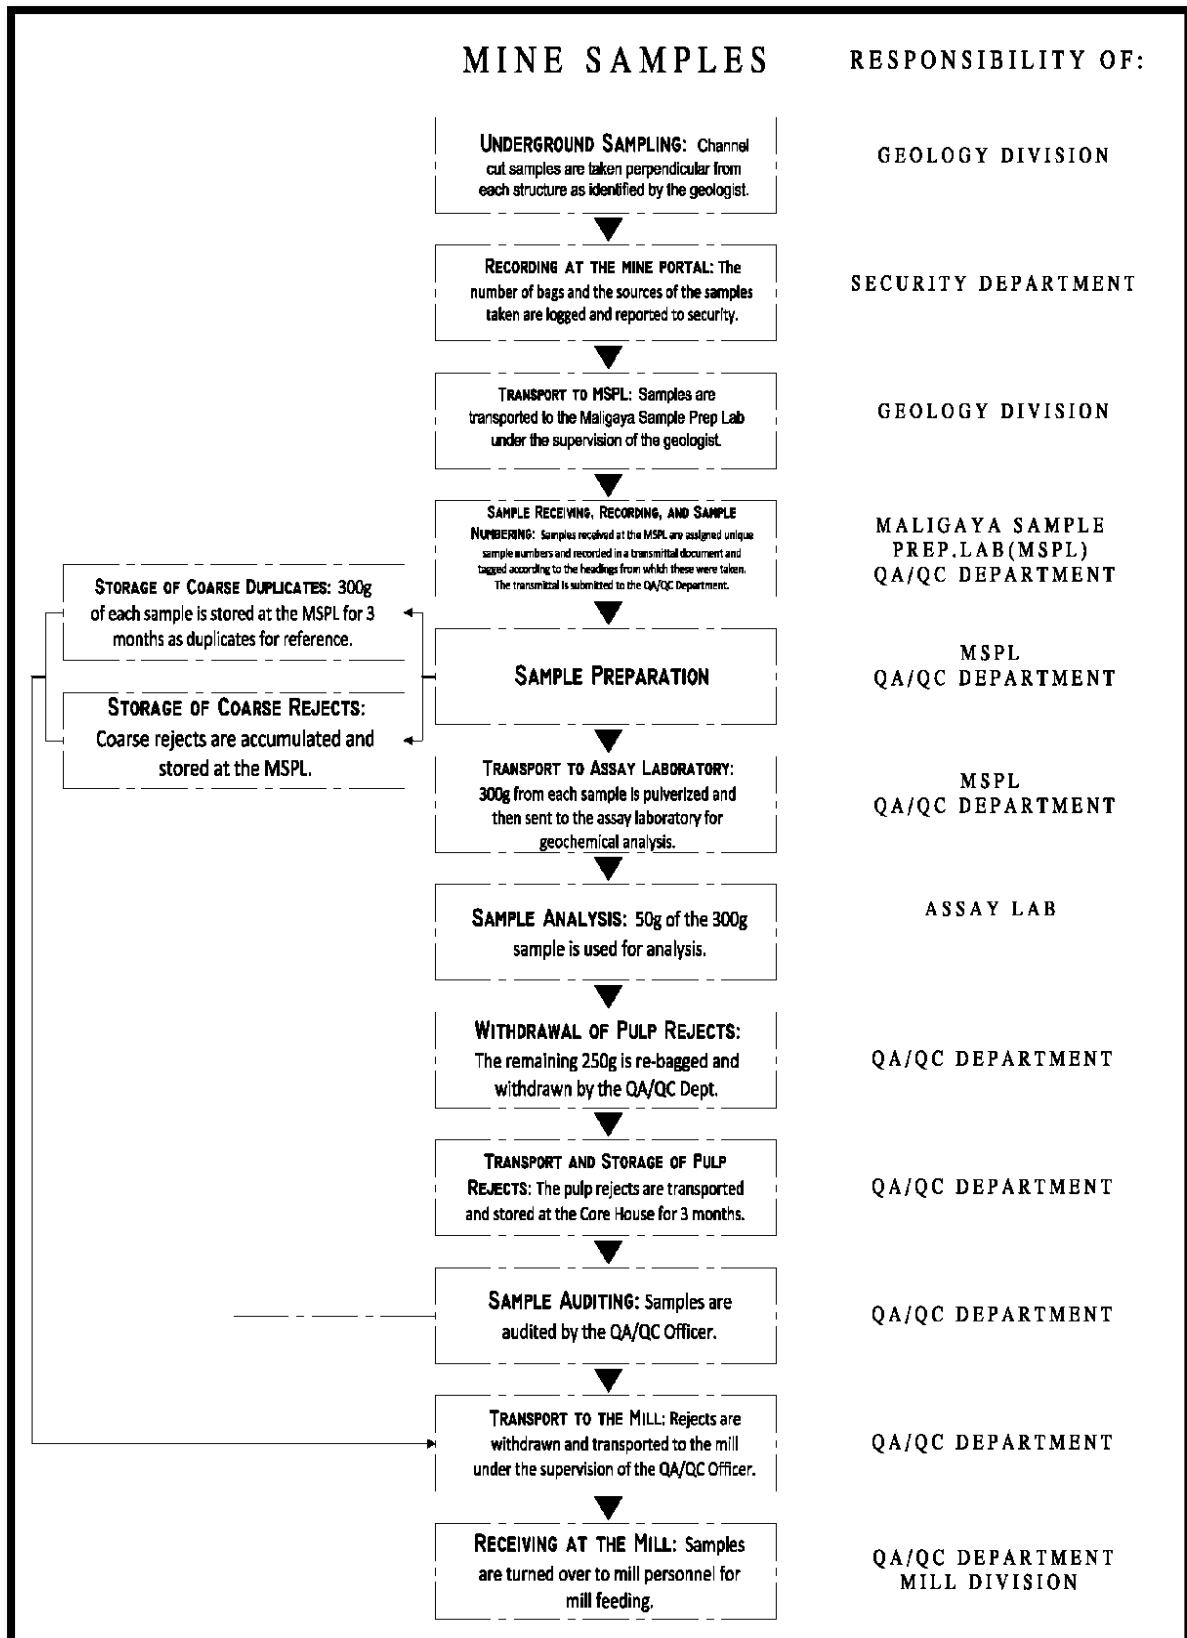 MINE SAMPLES
RESPONSIBILITY OF:
UNDERGROUND SAMPLING: Channel
cut samples are taken perpendicular from
each structure as identified by the geologist.
GEOLOGY DIVISION
RECORDING AT THE MINE PORTAL: The
number of bags and the sources of the samples
taken are logged and reported to security.
SECURITY DEPARTMENT
TRANSPORT TO MSPL: Samples are
transported to the Maligaya Sample Prep Lab
under the supervision of the geologist.
GEOLOGY DIVISION
SAMPLE RECEIVING, RECORDING, AND SAMPLE
NUMBERING: Samples received at the MSPL are assigned unique
sample numbers and recorded in a transmittal document and
tagged according to the headings from which these were taken.
The transmittal is submitted to the QA/QC Department.
MALIGAYA SAMPLE
PREP.LAB(MSPL)
QA/QC DEPARTMENT
STORAGE OF COARSE DUPLICATES: 300g
of each sample is stored at the MSPL for 3
months as duplicates for reference.
SAMPLE PREPARATION
MSPL
QA/QC DEPARTMENT
STORAGE OF COARSE REJECTS:
Coarse rejects are accumulated and
stored at the MSPL.
TRANSPORT TO ASSAY LABORATORY:
300g from each sample is pulverized and
then sent to the assay laboratory for
geochemical analysis.
MSPL
QA/QC DEPARTMENT
SAMPLE ANALYSIS: 50g of the 300g
sample is used for analysis.
ASSAY LAB
WITHDRAWAL OF PULP REJECTS:
The remaining 250g is re-bagged and
withdrawn by the QA/QC Dept.
QA/QC DEPARTMENT
TRANSPORT AND STORAGE OF PULP
REJECTS: The pulp rejects are transported
and stored at the Core House for 3 months.
QA/QC DEPARTMENT
SAMPLE AUDITING: Samples are
audited by the QA/QC Officer.
QA/QC DEPARTMENT
TRANSPORT TO THE MILL: Rejects are
withdrawn and transported to the mill
under the supervision of the QA/QC Officer.
QA/QC DEPARTMENT
RECEIVING AT THE MILL: Samples
are turned over to mill personnel for
mill feeding.
QA/QC DEPARTMENT
MILL DIVISION